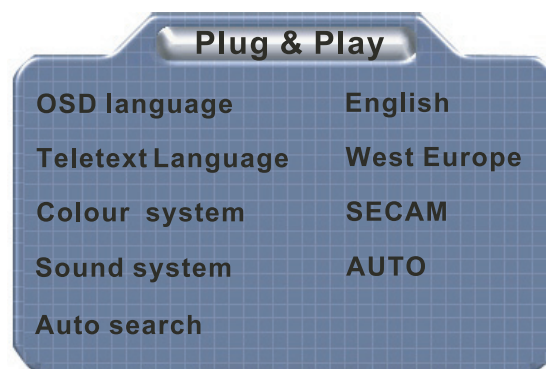 Plug & Play
OSD language English
Teletext Language West Europe
Colour system SECAM
Sound system AUTO
Auto search